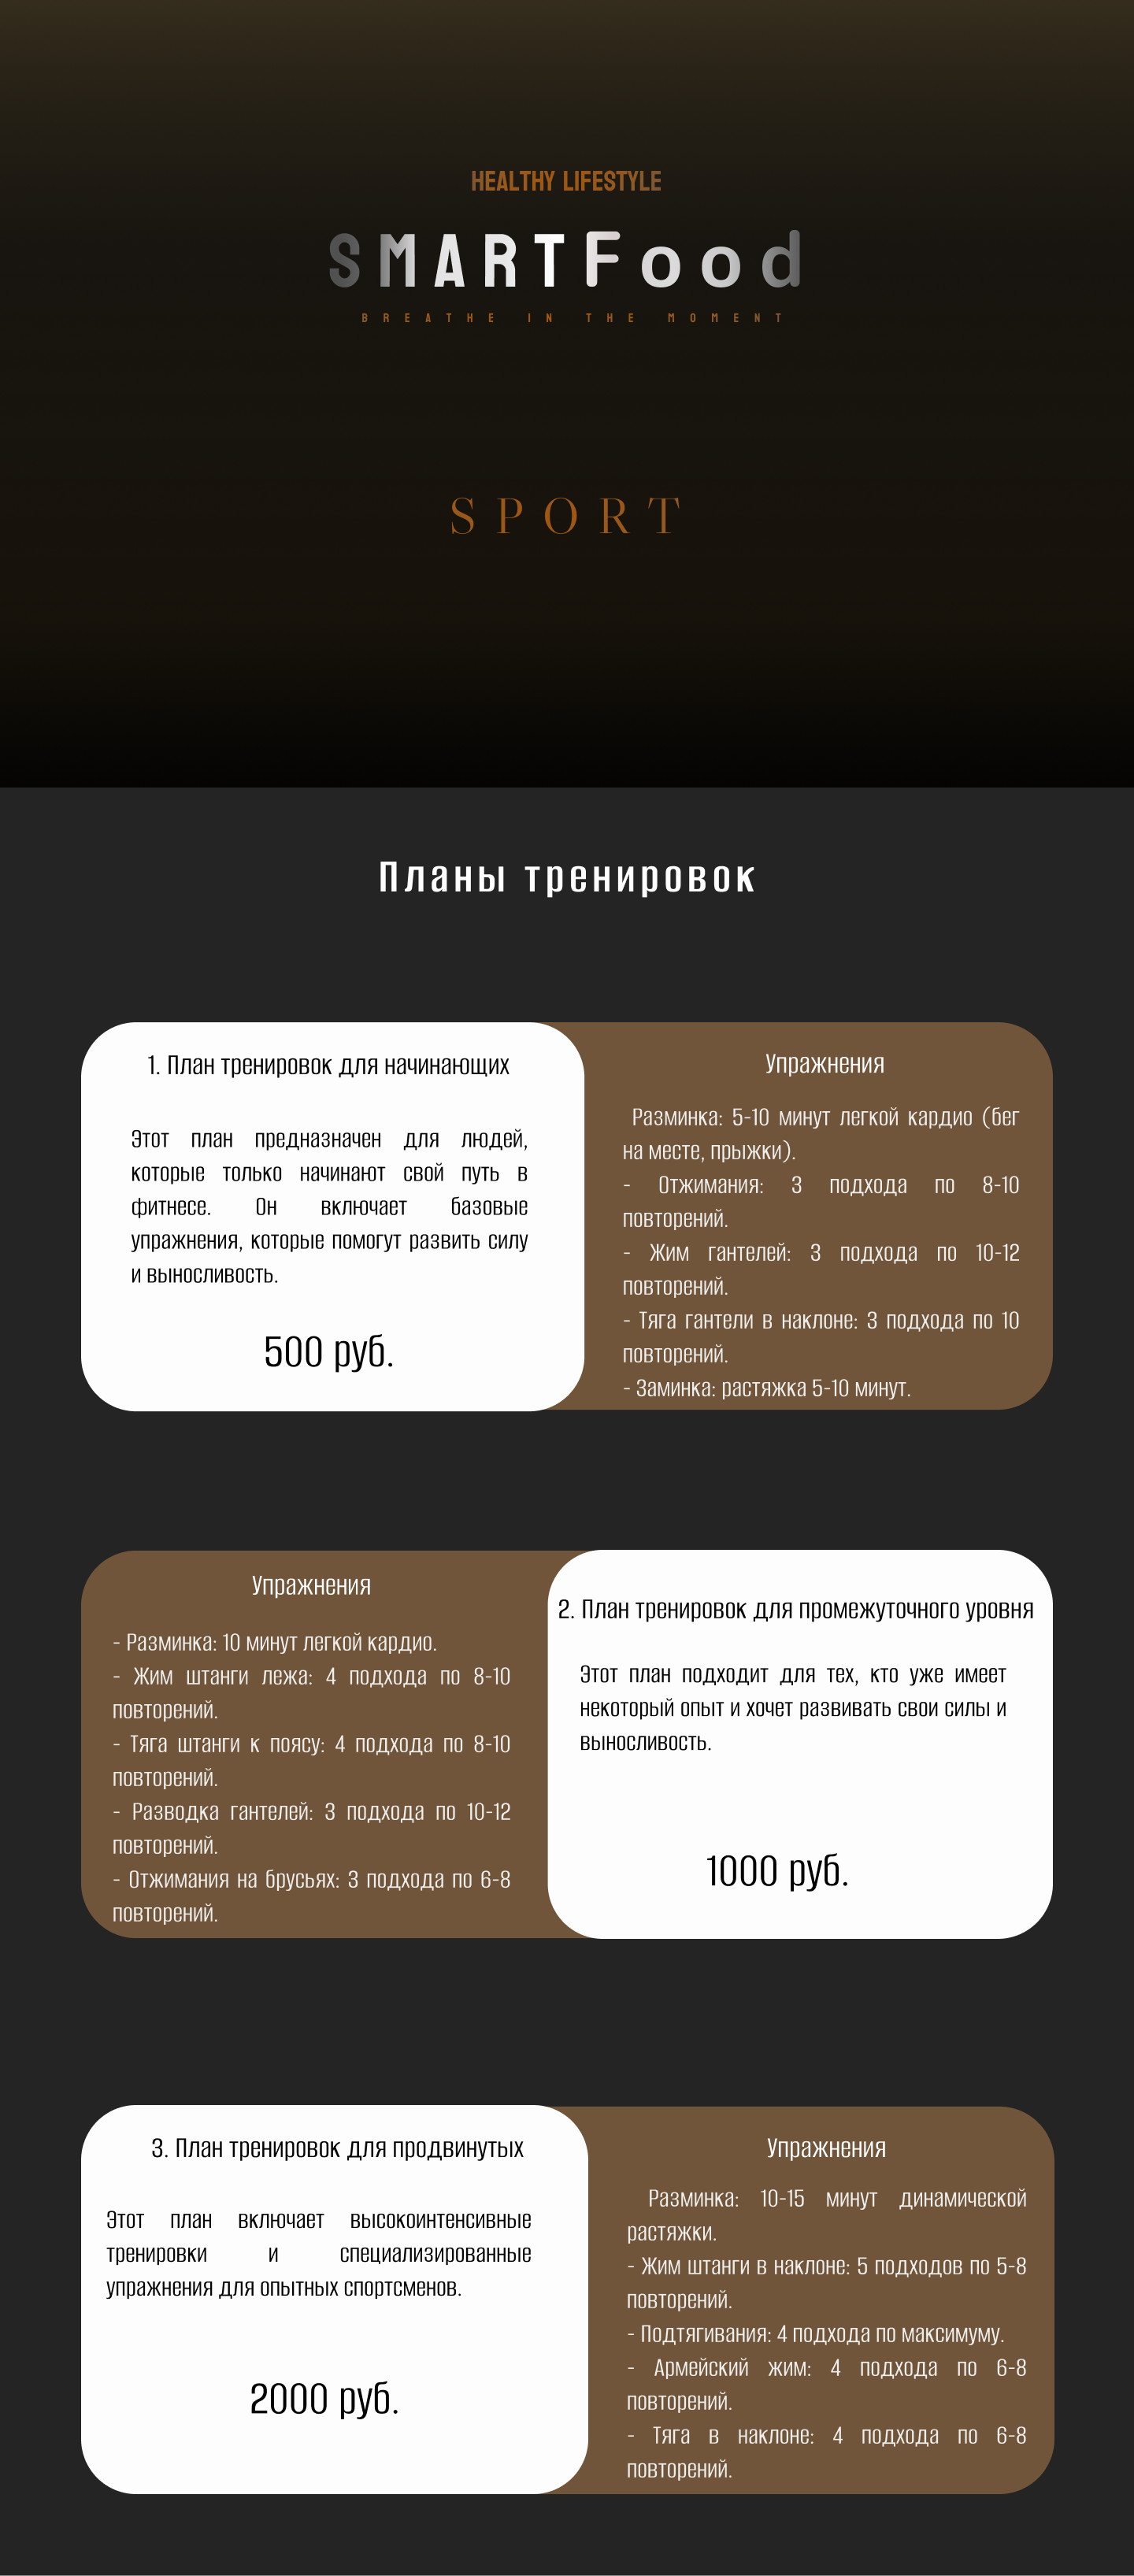 HEALTHY LIFESTYLE
SMARTFood
BREATHE IN THE MOMENT
SPORT
Планы тренировок
1. План тренировок для начинающих
Этот план предназначен для людей,
которые только начинают свой путь в
фитнесе. Он включает базовые
упражнения, которые помогут развить силу
и выносливость.
500 руб.
Упражнения
Разминка: 5-10 минут легкой кардио (бег
на месте, прыжки).
- Отжимания: 3 подхода по 8-10
повторений.
- Жим гантелей: 3 подхода по 10-12
повторений.
- Тяга гантели в наклоне: 3 подхода по 10
повторений.
- Заминка: растяжка 5-10 минут.
Упражнения
- Разминка: 10 минут легкой кардио.
- Жим штанги лежа: 4 подхода по 8-10
повторений.
- Тяга штанги к поясу: 4 подхода по 8-10
повторений.
- Разводка гантелей: 3 подхода по 10-12
повторений.
- Отжимания на брусьях: 3 подхода по 6-8
повторений.
2. План тренировок для промежуточного уровня
Этот план подходит для тех, кто уже имеет
некоторый опыт и хочет развивать свои силы и
выносливость.
1000 руб.
3. План тренировок для продвинутых
Этот план включает высокоинтенсивные
тренировки и специализированные
упражнения для опытных спортсменов.
2000 руб.
Упражнения
Разминка: 10-15 минут динамической
растяжки.
- Жим штанги в наклоне: 5 подходов по 5-8
повторений.
- Подтягивания: 4 подхода по максимуму.
- Армейский жим: 4 подхода по 6-8
повторений.
- Тяга в наклоне: 4 подхода по 6-8
повторений.